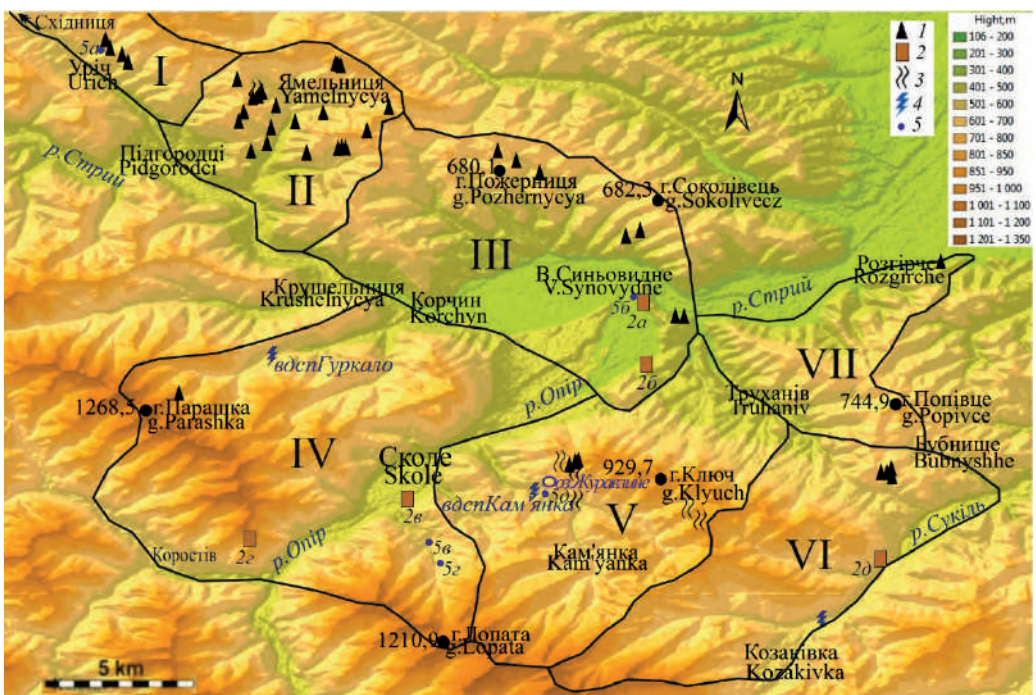 Східниця
5а
Уріч
Urich
I
Ямельниця
Yamelnycya
Підгородці
Pidgorodci
р.Стрий
II
680,1
г.Пожерниця
g.Pozhernycya
682,3
г.Соколівець
g.Sokolivecz
III
N
1
2
3
4
5
Hight,m
106 - 200
201 - 300
301 - 400
401 - 500
501 - 600
601 - 700
701 - 800
801 - 850
851 - 950
951 - 1 000
1 001 - 1 100
1 101 - 1 200
1 201 - 1 350
В.Синьовидне
V.Synovydne
5б
2а
2б
Розгірче
Rozgirche
р.Стрий
Крушельниця
Krushelnycya
Корчин
Korchyn
вдспГуркало
р.Опір
VII
Труханів
Truhaniv
744,9
г.Попівце
g.Popivce
Бубнище
Bubnyshhe
1268,5
г.Парашка
g.Parashka
IV
Сколе
Skole
2в
929,7
г.Ключ
g.Klyuch
оз.Журавлине
5д
вдспКам'янка
V
Кам'янка
Kam'yanka
р.Сукіль
VI
2д
Коростів
2г
р.Опір
5в
5г
1210,9
г.Лопата
g.Lopata
Козаківка
Kozakivka
5 km